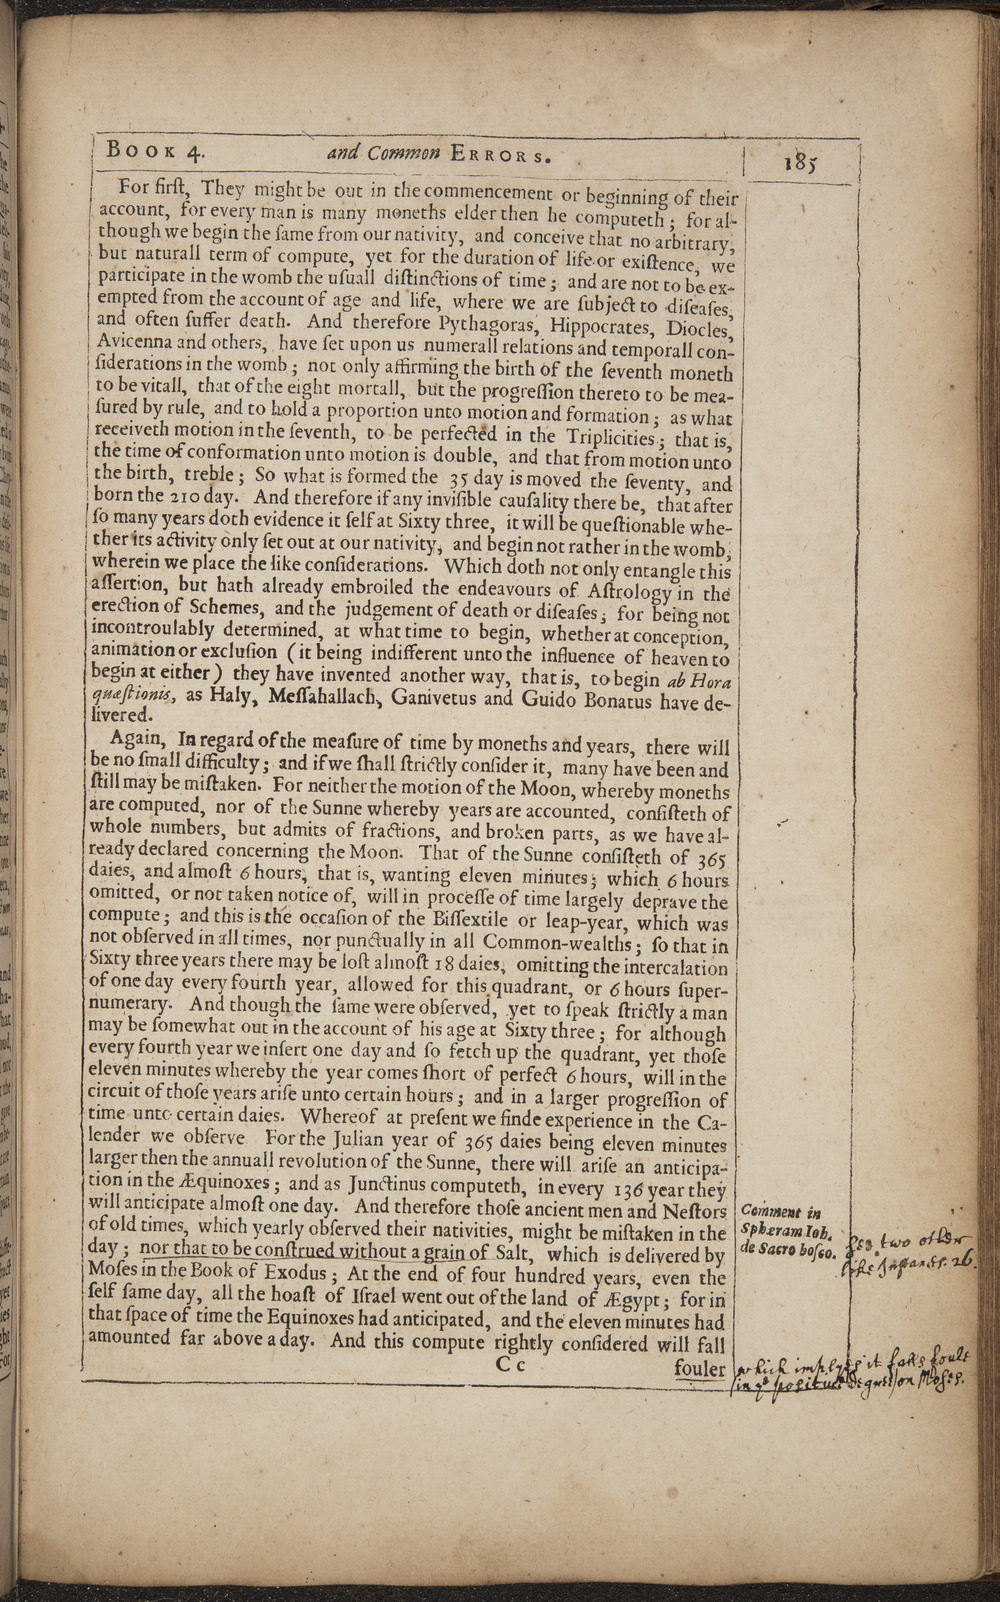 BOOK 4. and Common ERRORS. 185
For firſt, They might be out in the commencement or beginning of their
account, for every man is many moneths elder then he computeth; for al-
though we begin the ſame from our nativity, and conceive that no arbitrary,
but naturall term of compute, yet for the duration of life or exiſtence, we
participate in the womb the uſuall diſtinctions of time; and are not to be ex-
empted from the account of age and life, where we are ſubject to diſeaſes,
and often ſuffer death. And therefore Pythagoras, Hippocrates, Diocles,
Avicenna and others, have ſet upon us numerall relations and temporall con-
ſiderations in the womb; not only affirming the birth of the ſeventh moneth
to be vitall, that of the eight mortall, but the progreſſion thereto to be mea-
ſured by rule, and to hold a proportion unto motion and formation; as what
receiveth motion in the ſeventh, to be perfected in the Triplicities; that is,
the time of conformation unto motion is double, and that from motion unto
the birth, treble; So what is formed the 35 day is moved the ſeventy, and
born the 210 day. And therefore if any inviſible cauſality there be, that after
ſo many years doth evidence it ſelf at Sixty three, it will be queſtionable whe-
ther its activity only ſet out at our nativity, and begin not rather in the womb,
wherein we place the like conſiderations. Which doth not only entangle this
aſſertion, but hath already embroiled the endeavours of Aſtrology in the
erection of Schemes, and the judgement of death or diſeaſes; for being not
incontroulably determined, at what time to begin, whether at conception,
animation or excluſion (it being indifferent unto the influence of heaven to
begin at either) they have invented another way, that is, to begin ab Hora
quæſtionis, as Haly, Meſſahallach, Ganivetus and Guido Bonatus have de-
livered.
Again, In regard of the meaſure of time by moneths and years, there will
be no ſmall difficulty; and if we ſhall ſtrictly conſider it, many have been and
ſtill may be miſtaken. For neither the motion of the Moon, whereby moneths
are computed, nor of the Sunne whereby years are accounted, conſiſteth of
whole numbers, but admits of fractions, and broken parts, as we have al-
ready declared concerning the Moon. That of the Sunne conſiſteth of 365
daies, and almoſt 6 hours, that is, wanting eleven minutes; which 6 hours
omitted, or not taken notice of, will in proceſſe of time largely deprave the
compute; and this is the occaſion of the Biſſextile or leap-year, which was
not obſerved in all times, nor punctually in all Common-wealths; ſo that in
Sixty three years there may be loſt almoſt 18 daies, omitting the intercalation
of one day every fourth year, allowed for this quadrant, or 6 hours ſuper-
numerary. And though the ſame were obſerved, yet to ſpeak ſtrictly a man
may be ſomewhat out in the account of his age at Sixty three; for although
every fourth year we inſert one day and ſo fetch up the quadrant, yet thoſe
eleven minutes whereby the year comes ſhort of perfect 6 hours, will in the
circuit of thoſe years ariſe unto certain hours; and in a larger progreſſion of
time unto certain daies. Whereof at preſent we finde experience in the Ca-
lender we obſerve For the Julian year of 365 daies being eleven minutes
larger then the annuall revolution of the Sunne, there will ariſe an anticipa-
tion in the Æquinoxes; and as Junctinus computeth, in every 136 year they
will anticipate almoſt one day. And therefore thoſe ancient men and Neſtors
of old times, which yearly obſerved their nativities, might be miſtaken in the
day; nor that to be conſtrued without a grain of Salt, which is delivered by
Moſes in the Book of Exodus; At the end of four hundred years, even the
ſelf ſame day, all the hoaſt of Iſrael went out of the land of Ægypt; for in
that ſpace of time the Equinoxes had anticipated, and the eleven minutes had
amounted far above a day. And this compute rightly conſidered will fall
C c fouler
Comment in
Sphæram Ioh.
de Sacro boſco.
See two other
like Instances. 26.
which implyes it falls foule
in yͤ on Moses.